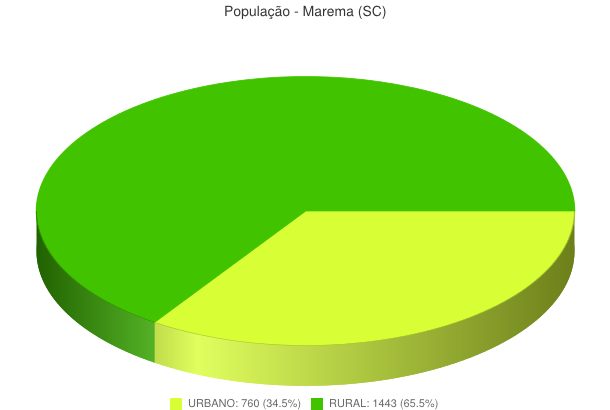 População - Marema (SC)
URBANO: 760 (34.5%) RURAL: 1443 (65.5%)